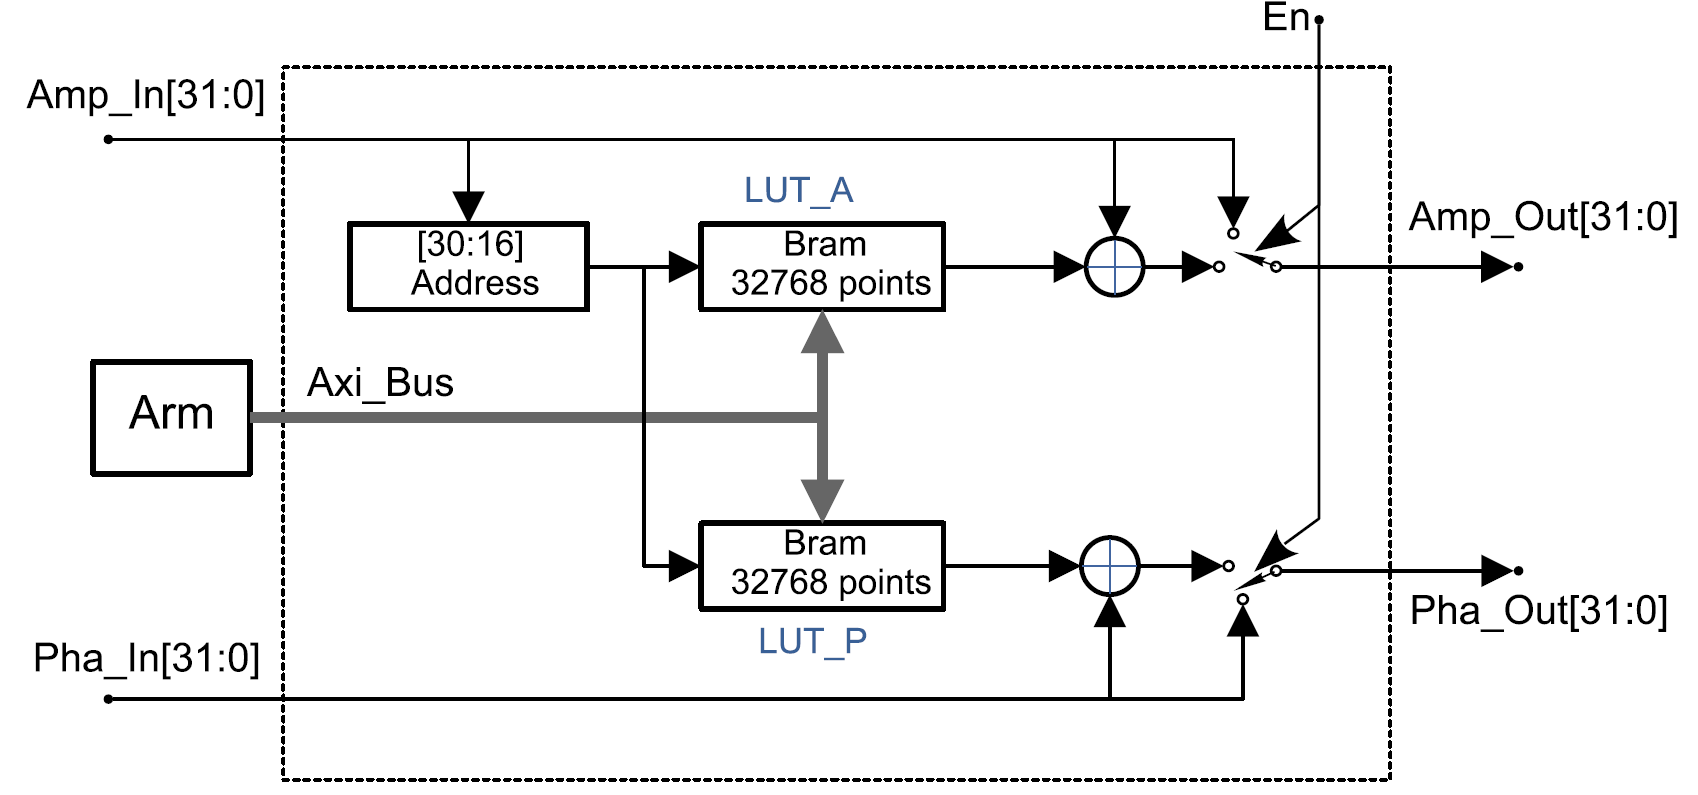 En
Amp_In[31:0]
LUT_A
[30:16]
Address
Bram
32768 points
Amp_Out[31:0]
Axi_Bus
Arm
Bram
32768 points
Pha_Out[31:0]
LUT_P
Pha_In[31:0]